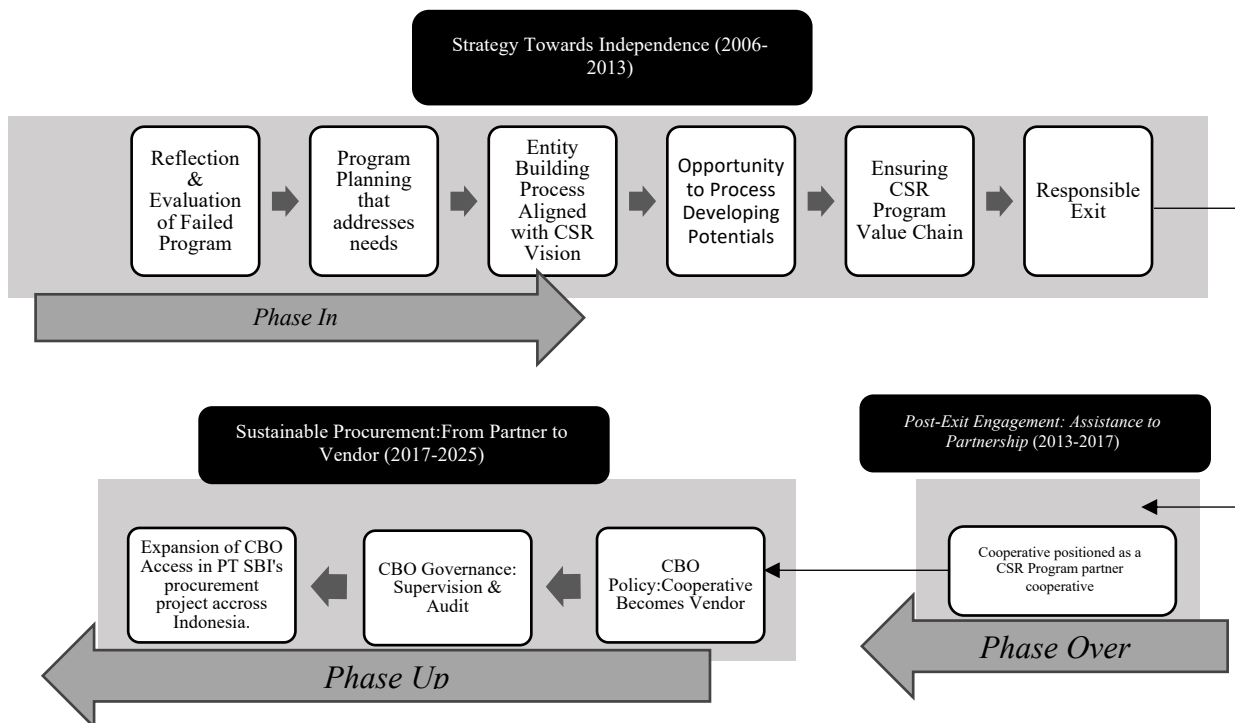 Strategy Towards Independence (2006-
2013)
Reflection
&
Evaluation
of Failed
Program
Program
Planning
that
addresses
needs
Entity
Building
Process
Aligned
with CSR
Vision
Opportunity
to Process
Developing
Potentials
Ensuring
CSR
Program
Value Chain
Responsible
Exit
Phase In
Post-Exit Engagement: Assistance to
Partnership (2013-2017)
Cooperative positioned as a
CSR Program partner
cooperative
Phase Over
Sustainable Procurement:From Partner to
Vendor (2017-2025)
CBO
Policy:Cooperative
Becomes Vendor
CBO Governance:
Supervision &
Audit
Expansion of CBO
Access in PT SBI's
procurement
project accross
Indonesia.
Phase Up